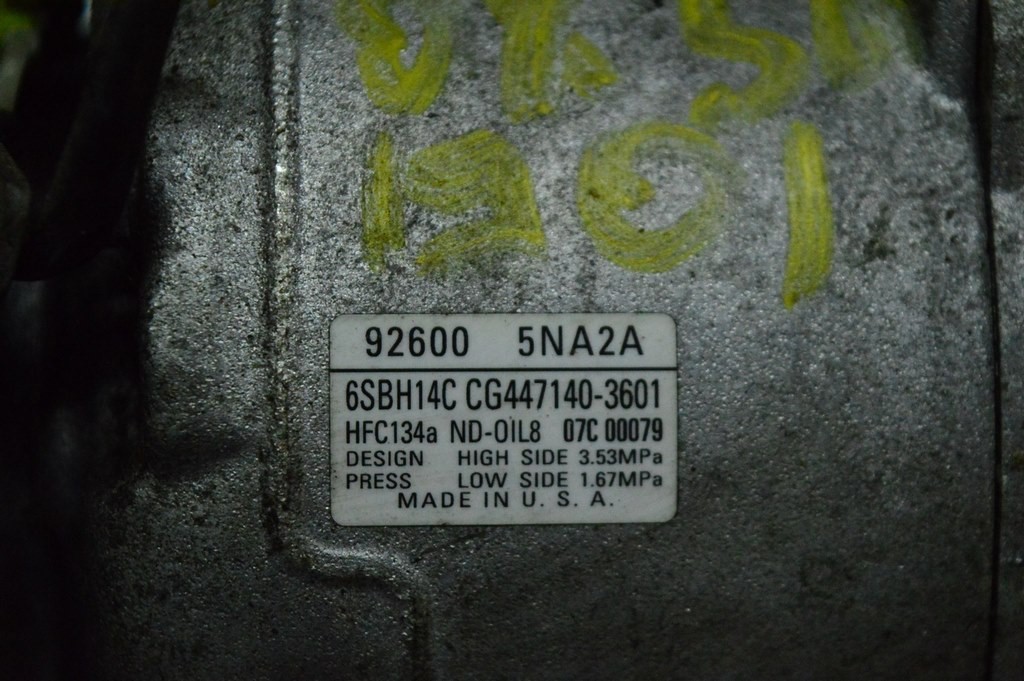 92600 5NA2A
6SBH14C CG447140-3601
HFC134a ND-OIL8 07C 00079
DESIGN HIGH SIDE 3.53MPa
PRESS LOW SIDE 1.67MPa
MADE IN U. S. A.